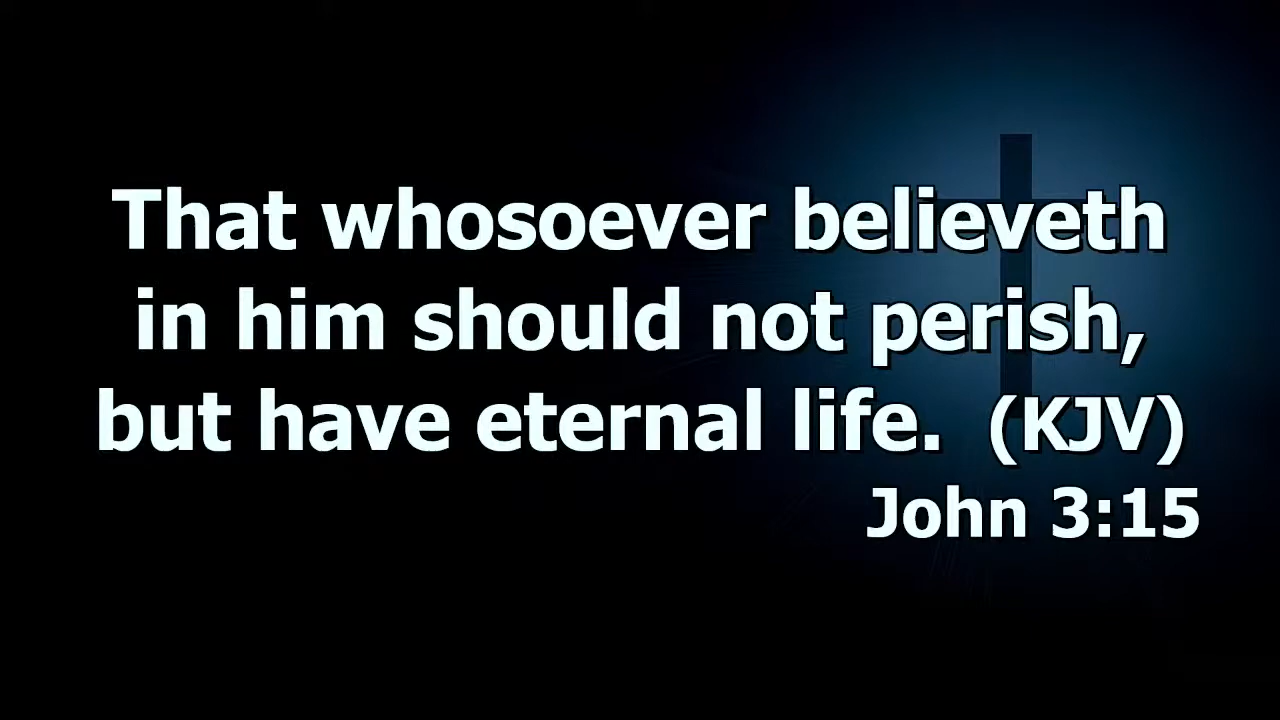 That whosoever believeth
in him should not perish,
but have eternal life. (KJV)
John 3:15